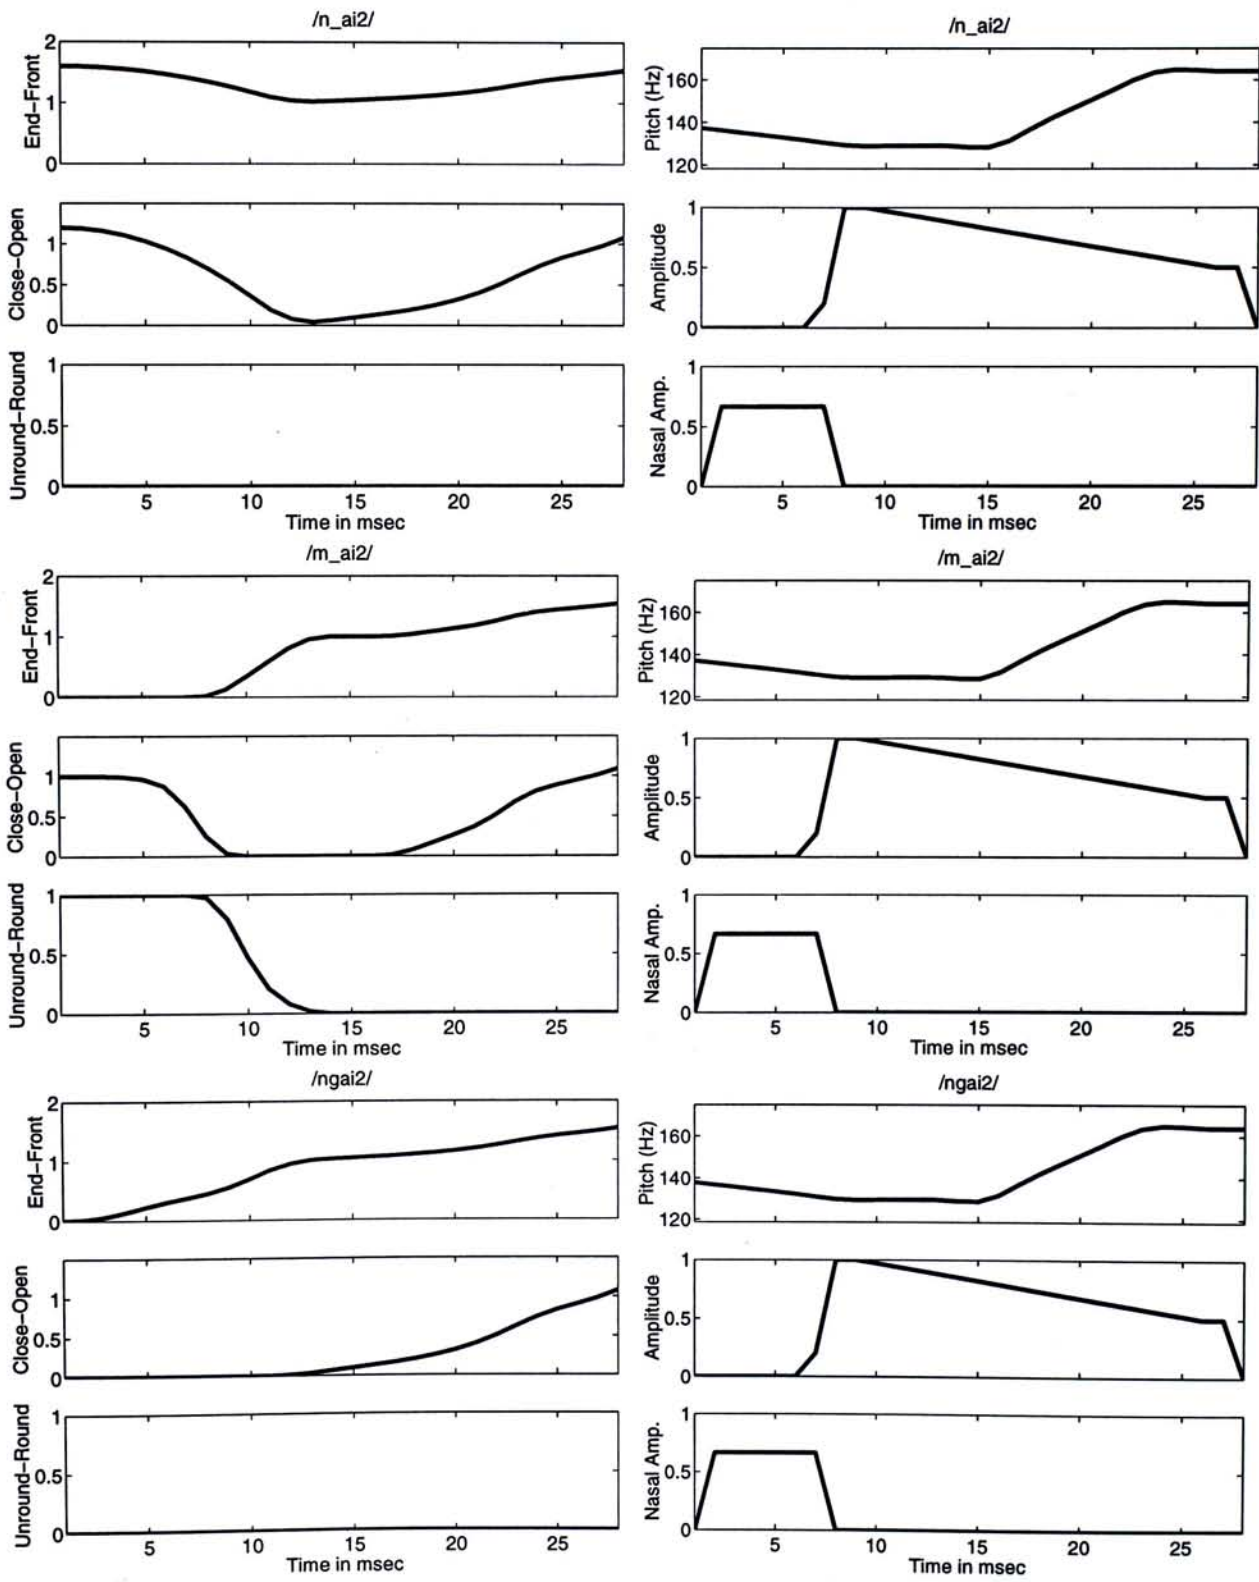 /n_ai2/
End-Front
2
1
0
Close-Open
1
0.5
0
Unround-Round
1
0.5
0
5 10 15 20 25
Time in msec
/n_ai2/
Pitch (Hz)
160
140
120
Amplitude
1
0.5
0
Nasal Amp.
1
0.5
0
5 10 15 20 25
Time in msec
/m_ai2/
End-Front
2
1
0
Close-Open
1
0.5
0
Unround-Round
1
0.5
0
5 10 15 20 25
Time in msec
/m_ai2/
Pitch (Hz)
160
140
120
Amplitude
1
0.5
0
Nasal Amp.
1
0.5
0
5 10 15 20 25
Time in msec
/ngai2/
End-Front
2
1
0
Close-Open
1
0.5
0
Unround-Round
1
0.5
0
5 10 15 20 25
Time in msec
/ngai2/
Pitch (Hz)
160
140
120
Amplitude
1
0.5
0
Nasal Amp.
1
0.5
0
5 10 15 20 25
Time in msec